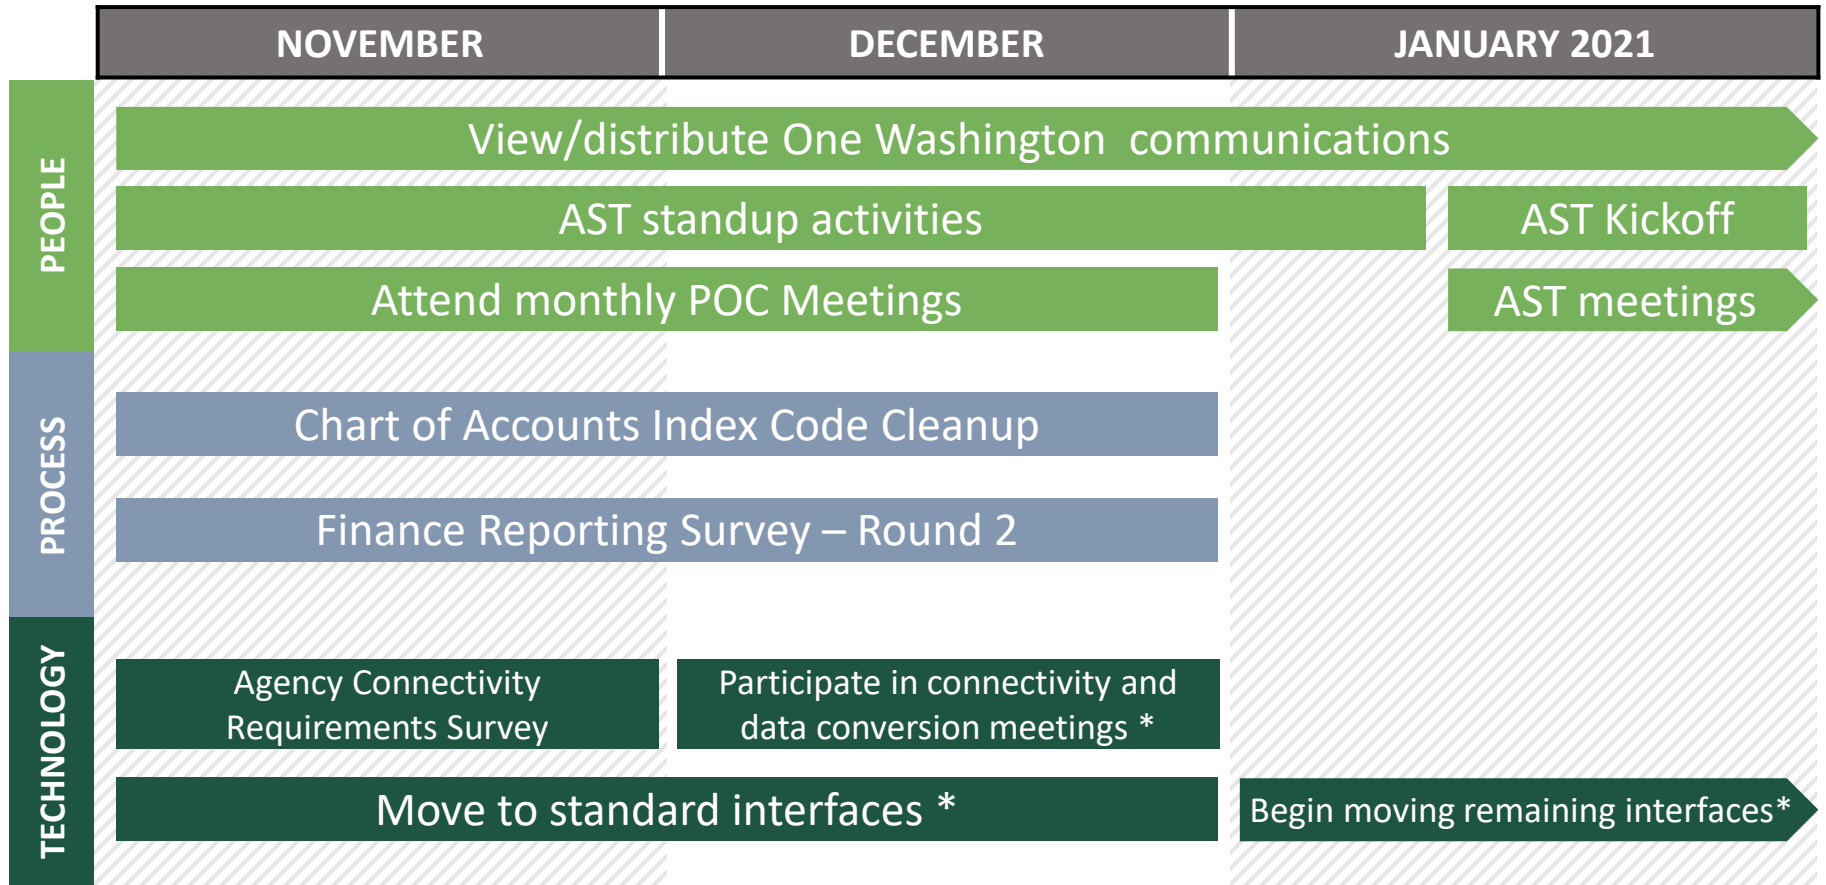 NOVEMBER
DECEMBER
JANUARY 2021
PEOPLE
View/distribute One Washington communications
AST standup activities
AST Kickoff
Attend monthly POC Meetings
AST meetings
PROCESS
Chart of Accounts Index Code Cleanup
Finance Reporting Survey – Round 2
TECHNOLOGY
Agency Connectivity
Requirements Survey
Participate in connectivity and
data conversion meetings *
Move to standard interfaces *
Begin moving remaining interfaces*